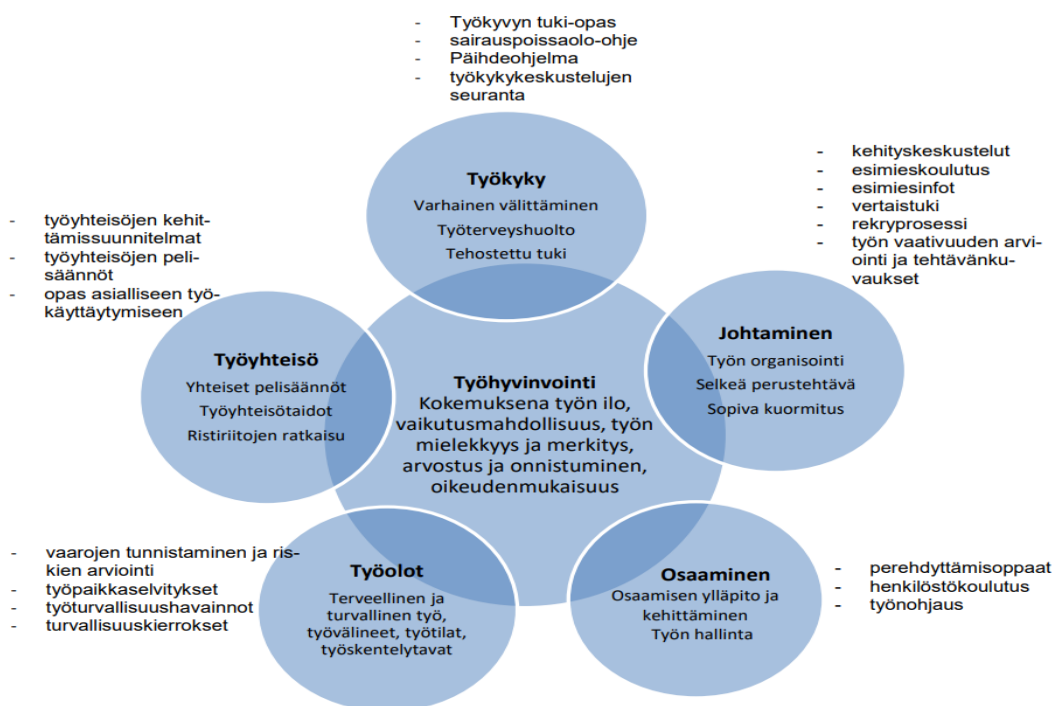 - Työkyvyn tuki-opas
- sairauspoissaolo-ohje
- Päihdeohjelma
- työkykykeskustelujen
seuranta
Työkyky
Varhainen välittäminen
Työterveyshuolto
Tehostettu tuki
- kehityskeskustelut
- esimieskoulutus
- esimiesinfot
- vertaistuki
- rekryprosessi
- työn vaativuuden arvi-
ointi ja tehtävänku-
vaukset
- työyhteisöjen kehit-
tämissuunnitelmat
- työyhteisöjen peli-
säännöt
- opas asialliseen työ-
käyttäytymiseen
Työyhteisö
Yhteiset pelisäännöt
Työyhteisötaidot
Ristiriitojen ratkaisu
Työhyvinvointi
Kokemuksena työn ilo,
vaikutusmahdollisuus, työn
mielekkyys ja merkitys,
arvostus ja onnistuminen,
oikeudenmukaisuus
Johtaminen
Työn organisointi
Selkeä perustehtävä
Sopiva kuormitus
- vaarojen tunnistaminen ja ris-
kien arviointi
- työpaikkaselvitykset
- työturvallisuushavainnot
- turvallisuuskierrokset
Työolot
Terveellinen ja
turvallinen työ,
työvälineet, työtilat,
työskentelytavat
Osaaminen
Osaamisen ylläpito ja
kehittäminen
Työn hallinta
- perehdyttämisoppaat
- henkilöstökoulutus
- työnohjaus